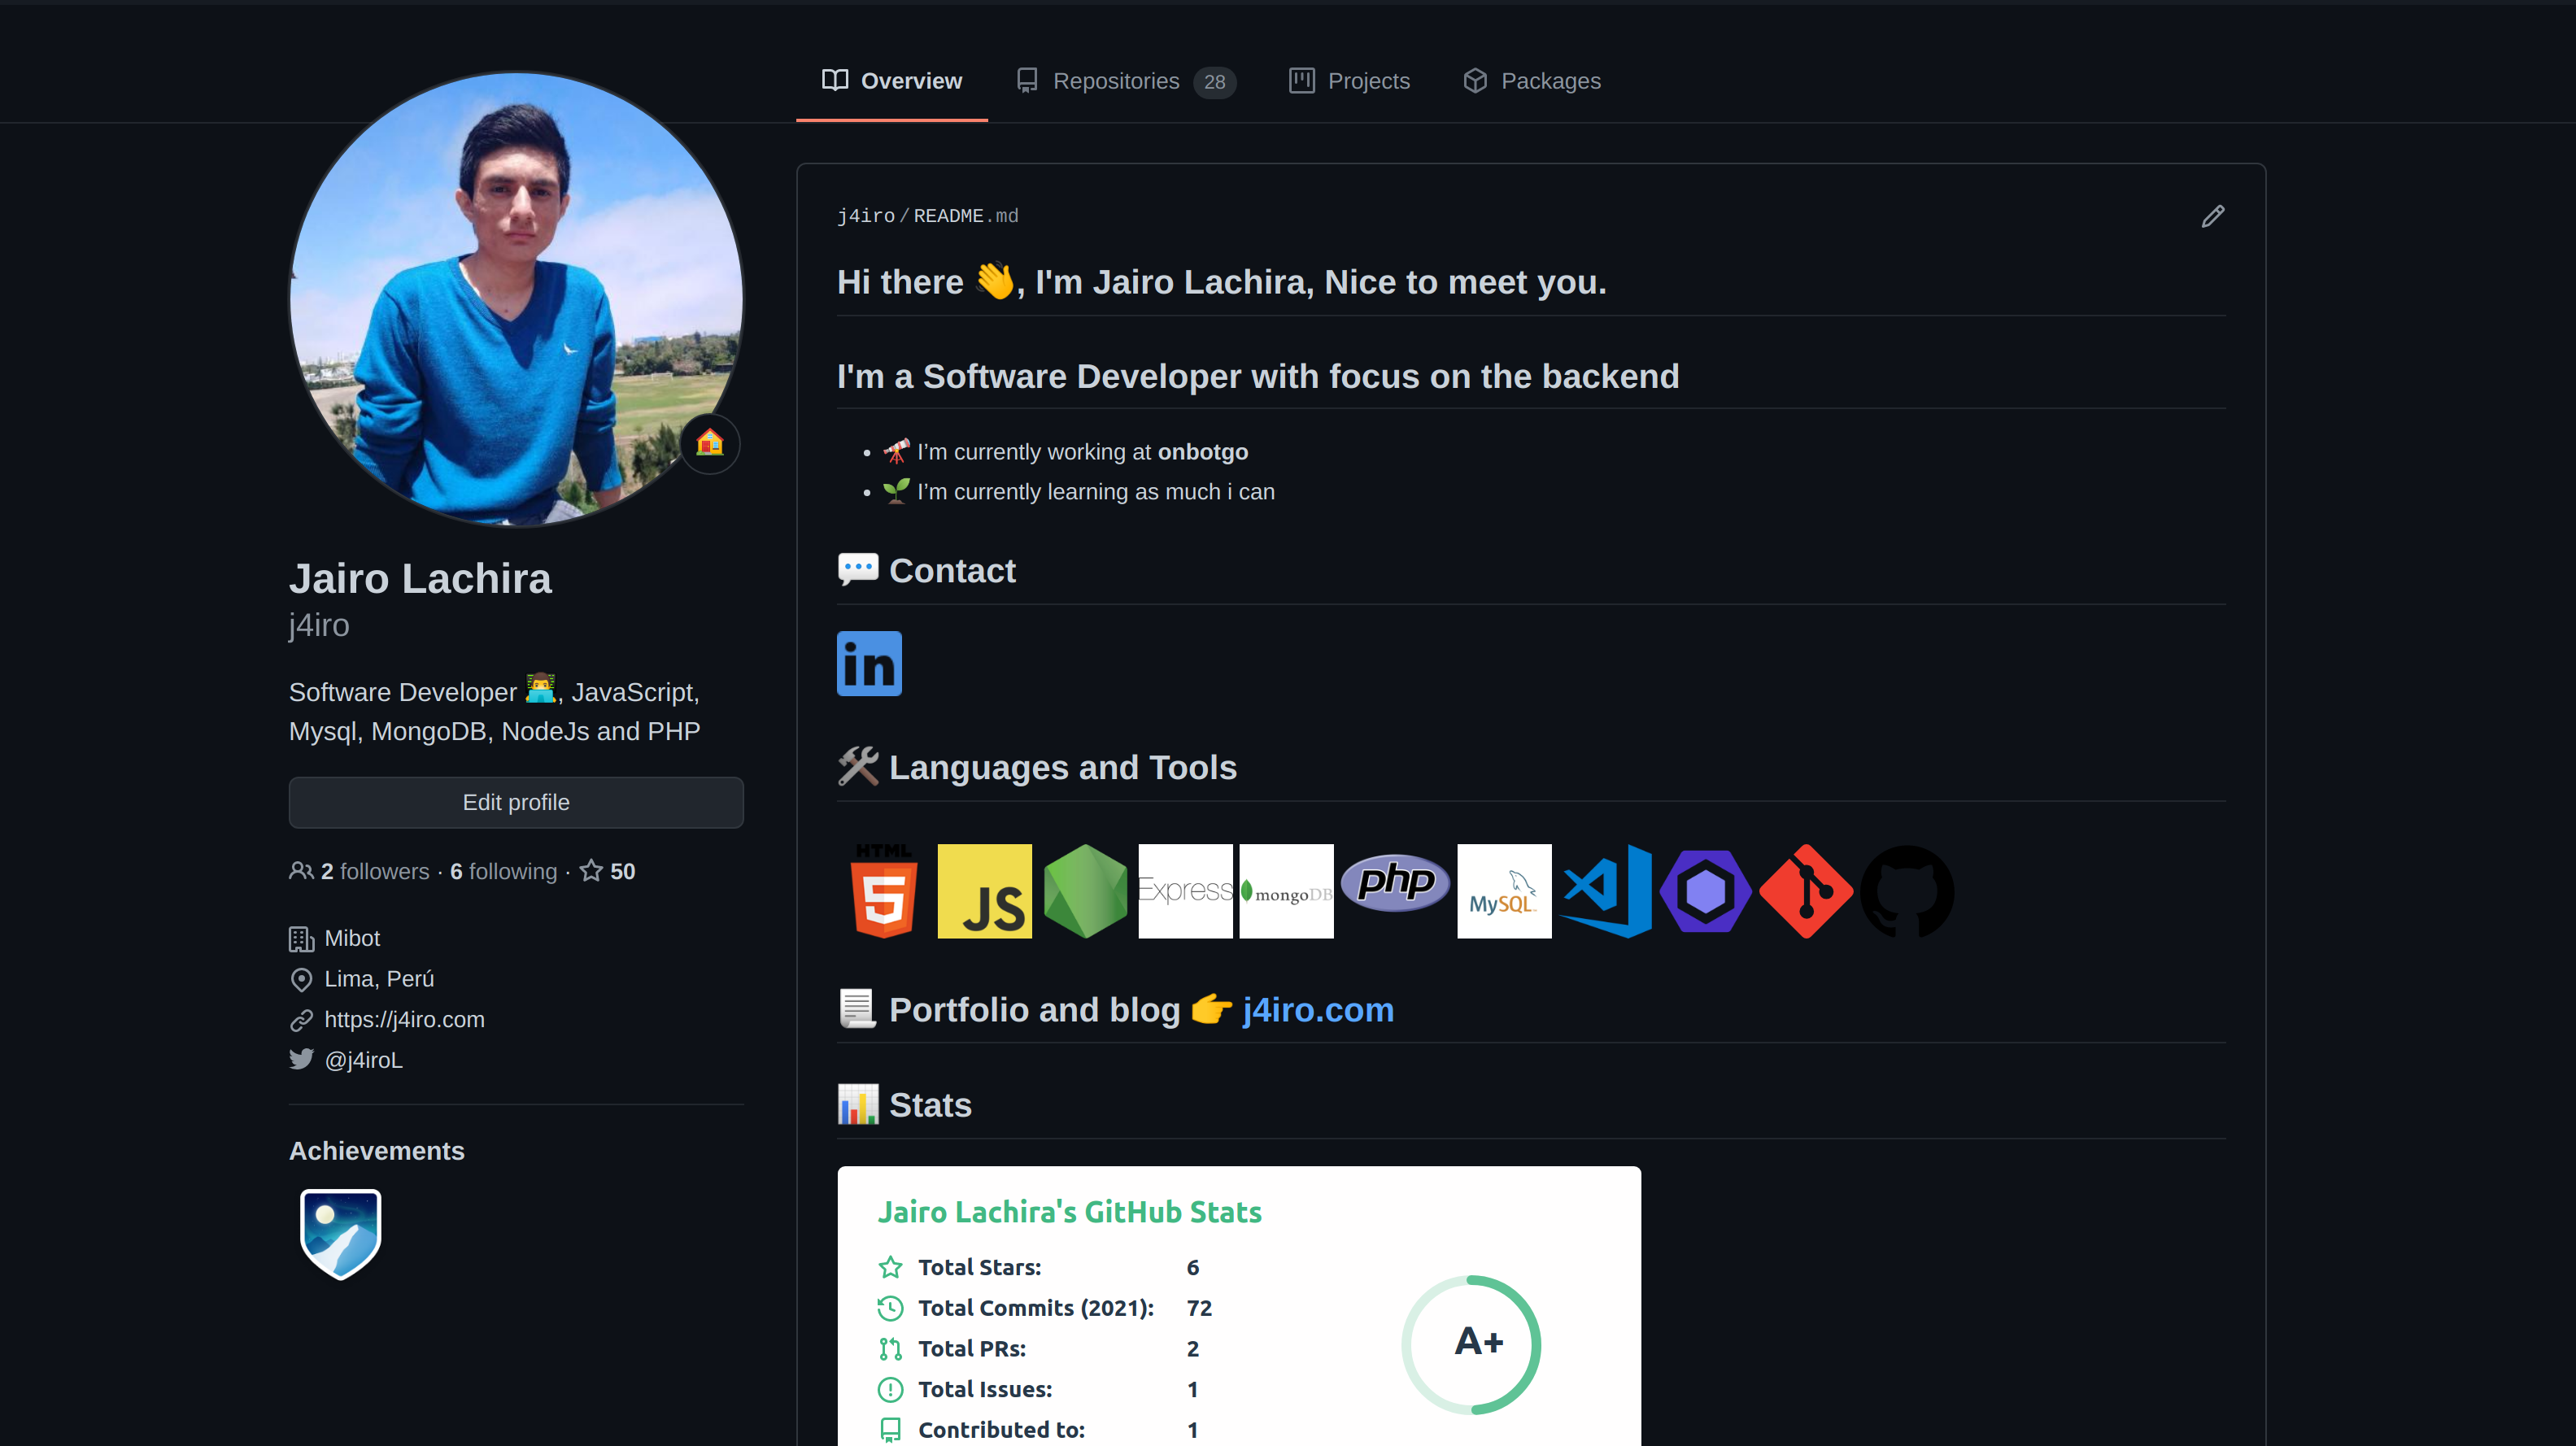 Overview Repositories 28 Projects Packages
j4iro/README.md
Hi there 👋, I'm Jairo Lachira, Nice to meet you.
I'm a Software Developer with focus on the backend
• 🔭 I’m currently working at onbotgo
• 🌱 I’m currently learning as much i can
💬 Contact
in
🛠 Languages and Tools
HTML
5 JS Express mongoDB php MySQL
📃 Portfolio and blog 👉 j4iro.com
📊 Stats
Jairo Lachira's GitHub Stats
Total Stars: 6
Total Commits (2021): 72
Total PRs: 2
Total Issues: 1
Contributed to: 1
A+
Jairo Lachira
j4iro
Software Developer 👨‍💻, JavaScript,
Mysql, MongoDB, NodeJs and PHP
Edit profile
2 followers · 6 following · 50
Mibot
Lima, Perú
https://j4iro.com
@j4iroL
Achievements